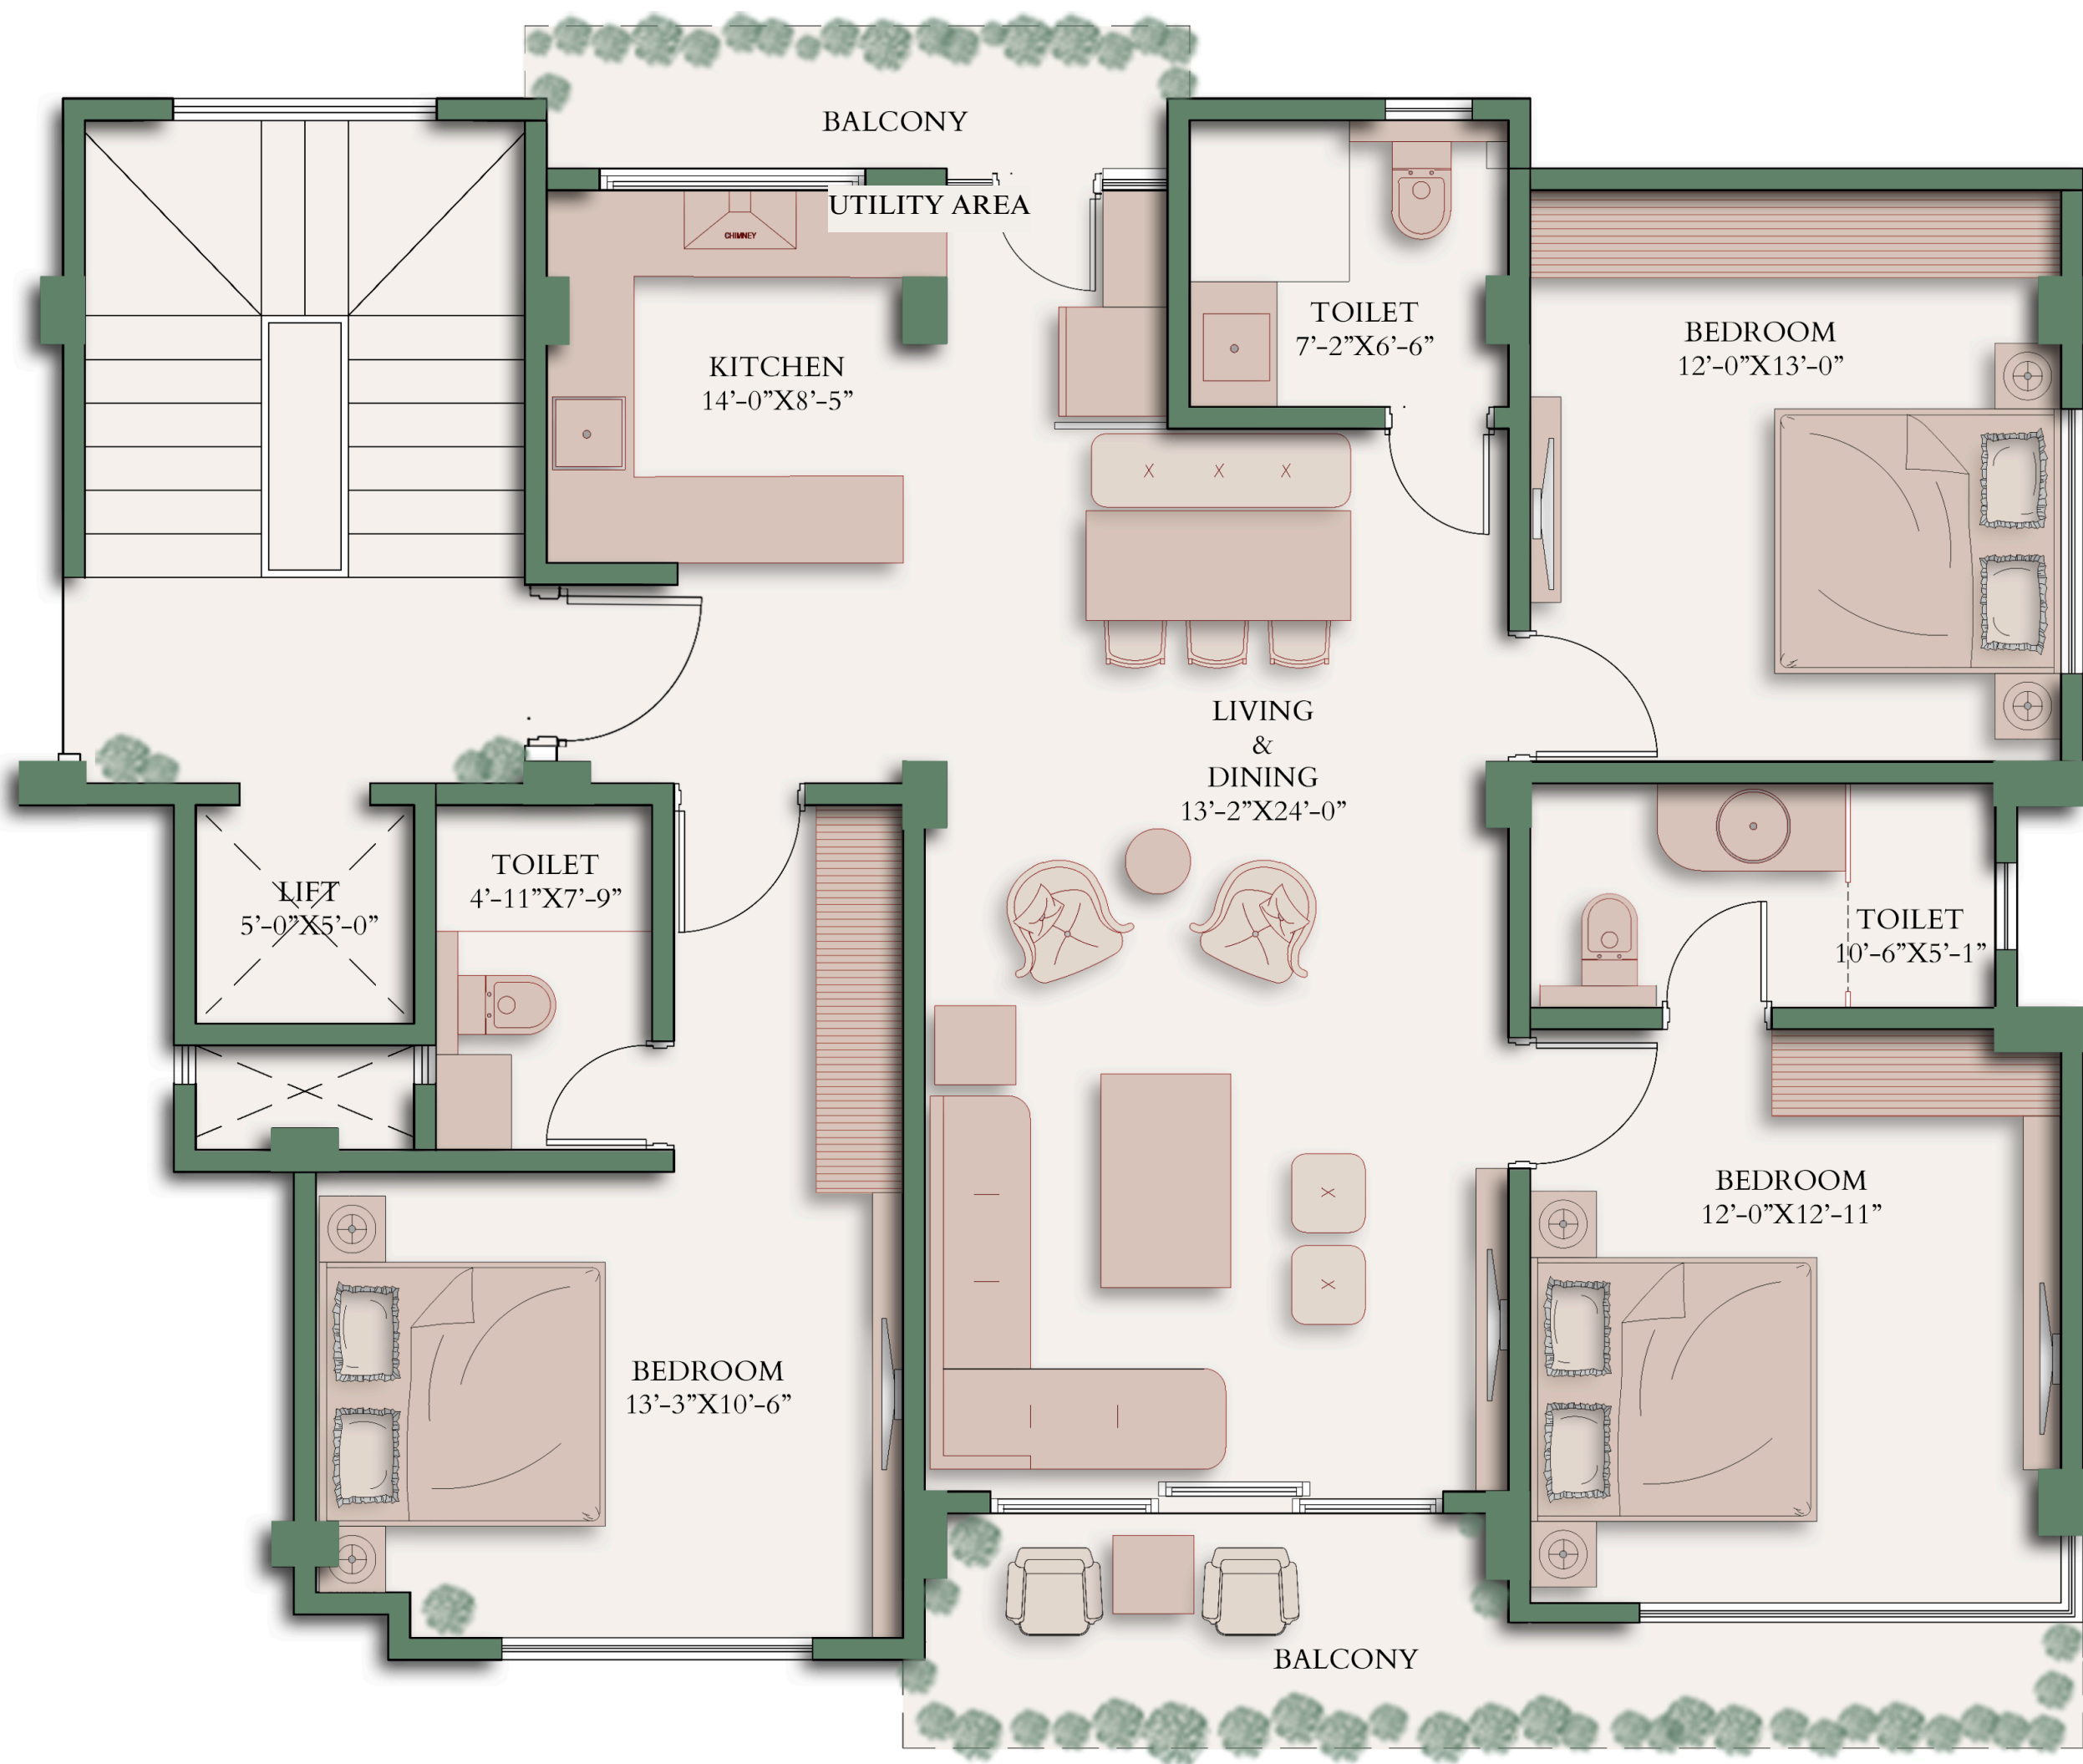 BALCONY
UTILITY AREA
CHIMNEY
KITCHEN
14’-0”X8’-5”
TOILET
7’-2”X6’-6”
BEDROOM
12’-0”X13’-0”
LIVING
&
DINING
13’-2”X24’-0”
LIFT
5’-0”X5’-0”
TOILET
4’-11”X7’-9”
TOILET
10’-6”X5’-1”
BEDROOM
12’-0”X12’-11”
BEDROOM
13’-3”X10’-6”
BALCONY